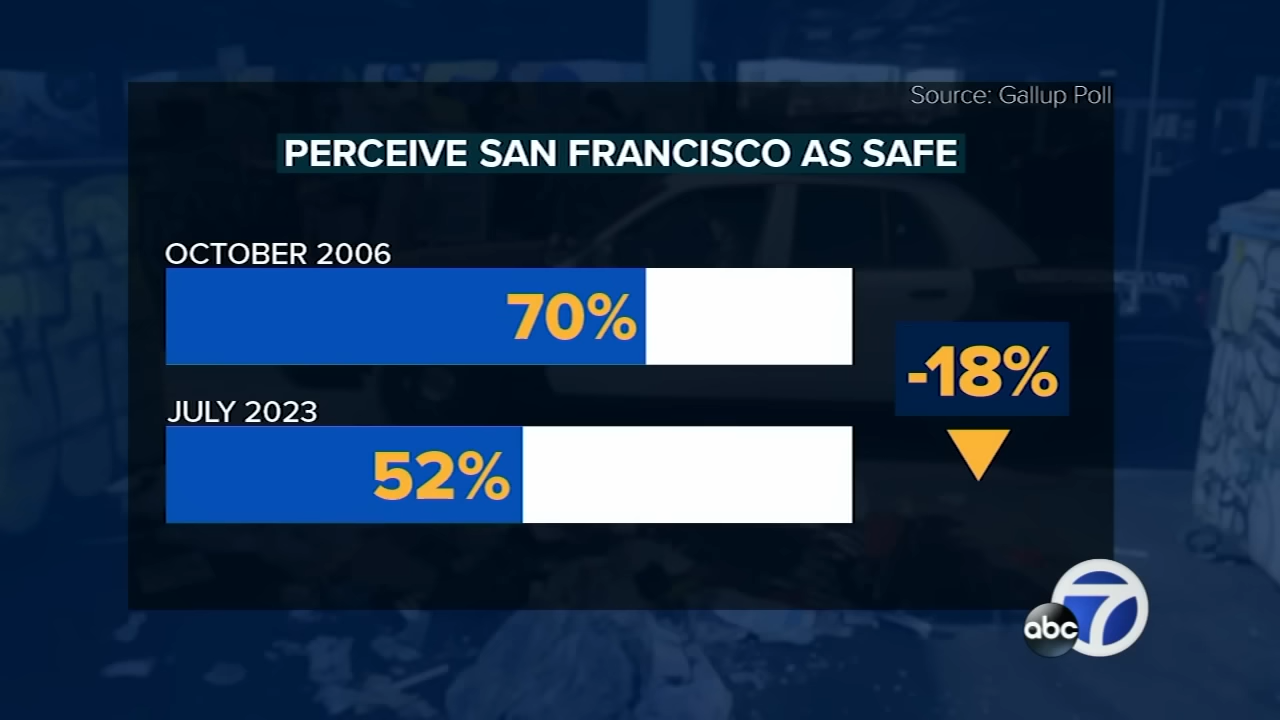 Source: Gallup Poll
PERCEIVE SAN FRANCISCO AS SAFE
OCTOBER 2006
70%
-18%
JULY 2023
52%
abc 7